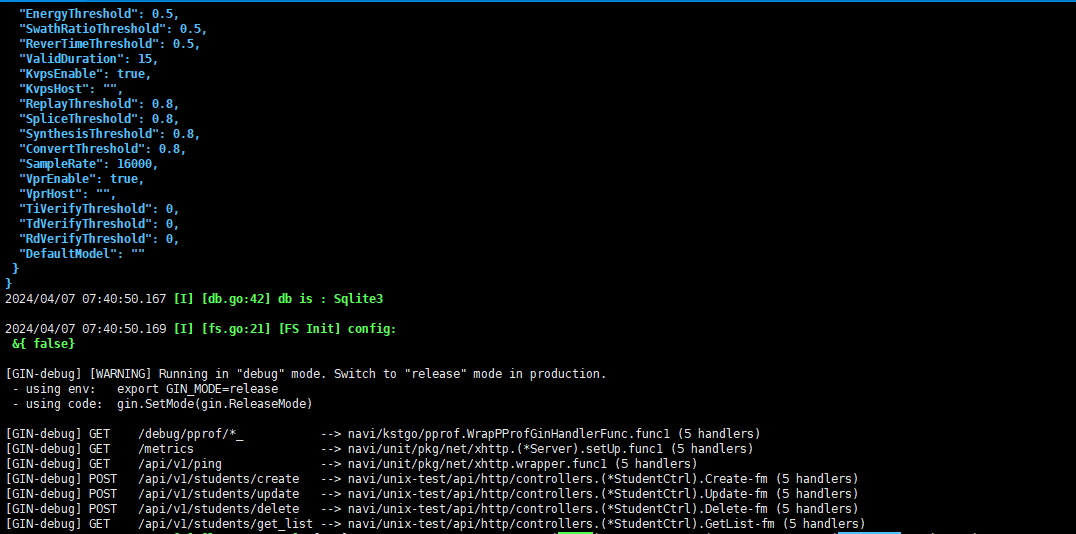 "EnergyThreshold": 0.5,
"SwathRatioThreshold": 0.5,
"ReverTimeThreshold": 0.5,
"ValidDuration": 15,
"KvpsEnable": true,
"KvpsHost": "",
"ReplayThreshold": 0.8,
"SpliceThreshold": 0.8,
"SynthesisThreshold": 0.8,
"ConvertThreshold": 0.8,
"SampleRate": 16000,
"VprEnable": true,
"VprHost": "",
"TiVerifyThreshold": 0,
"TdVerifyThreshold": 0,
"RdVerifyThreshold": 0,
"DefaultModel": ""
}
}
2024/04/07 07:40:50.167 [I] [db.go:42] db is : Sqlite3
2024/04/07 07:40:50.169 [I] [fs.go:21] [FS Init] config:
&{ false}
[GIN-debug] [WARNING] Running in "debug" mode. Switch to "release" mode in production.
- using env:   export GIN_MODE=release
- using code:  gin.SetMode(gin.ReleaseMode)
[GIN-debug] GET    /debug/pprof/*_           --> navi/kstgo/pprof.WrapPProfGinHandlerFunc.func1 (5 handlers)
[GIN-debug] GET    /metrics                  --> navi/unit/pkg/net/xhttp.(*Server).setUp.func1 (5 handlers)
[GIN-debug] GET    /api/v1/ping              --> navi/unit/pkg/net/xhttp.wrapper.func1 (5 handlers)
[GIN-debug] POST   /api/v1/students/create   --> navi/unix-test/api/http/controllers.(*StudentCtrl).Create-fm (5 handlers)
[GIN-debug] POST   /api/v1/students/update   --> navi/unix-test/api/http/controllers.(*StudentCtrl).Update-fm (5 handlers)
[GIN-debug] POST   /api/v1/students/delete   --> navi/unix-test/api/http/controllers.(*StudentCtrl).Delete-fm (5 handlers)
[GIN-debug] GET    /api/v1/students/get_list --> navi/unix-test/api/http/controllers.(*StudentCtrl).GetList-fm (5 handlers)